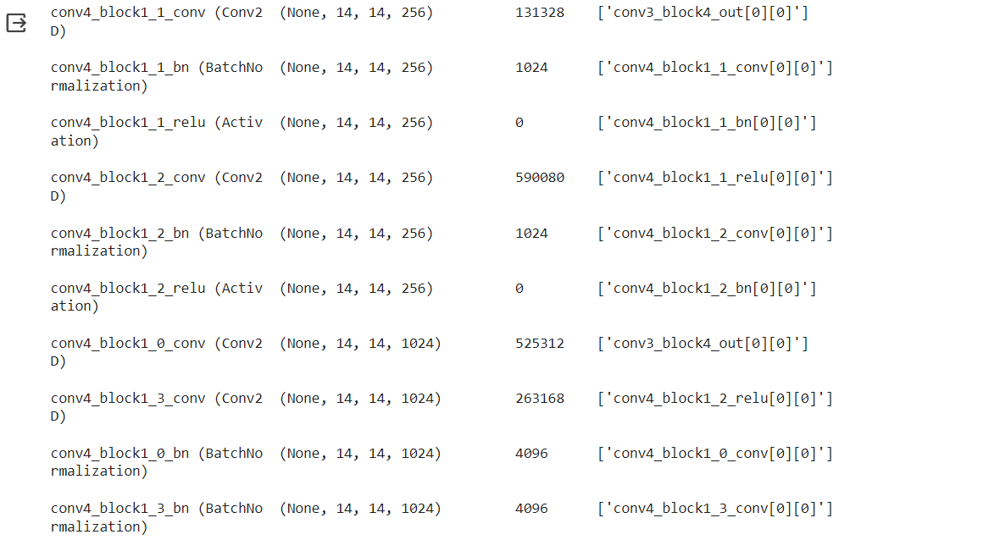 conv4_block1_1_conv (Conv2  (None, 14, 14, 256)          131328    ['conv3_block4_out[0][0]']
D)
conv4_block1_1_bn (BatchNo  (None, 14, 14, 256)          1024      ['conv4_block1_1_conv[0][0]']
rmalization)
conv4_block1_1_relu (Activ  (None, 14, 14, 256)          0         ['conv4_block1_1_bn[0][0]']
ation)
conv4_block1_2_conv (Conv2  (None, 14, 14, 256)          590080    ['conv4_block1_1_relu[0][0]']
D)
conv4_block1_2_bn (BatchNo  (None, 14, 14, 256)          1024      ['conv4_block1_2_conv[0][0]']
rmalization)
conv4_block1_2_relu (Activ  (None, 14, 14, 256)          0         ['conv4_block1_2_bn[0][0]']
ation)
conv4_block1_0_conv (Conv2  (None, 14, 14, 1024)         525312    ['conv3_block4_out[0][0]']
D)
conv4_block1_3_conv (Conv2  (None, 14, 14, 1024)         263168    ['conv4_block1_2_relu[0][0]']
D)
conv4_block1_0_bn (BatchNo  (None, 14, 14, 1024)         4096      ['conv4_block1_0_conv[0][0]']
rmalization)
conv4_block1_3_bn (BatchNo  (None, 14, 14, 1024)         4096      ['conv4_block1_3_conv[0][0]']
rmalization)